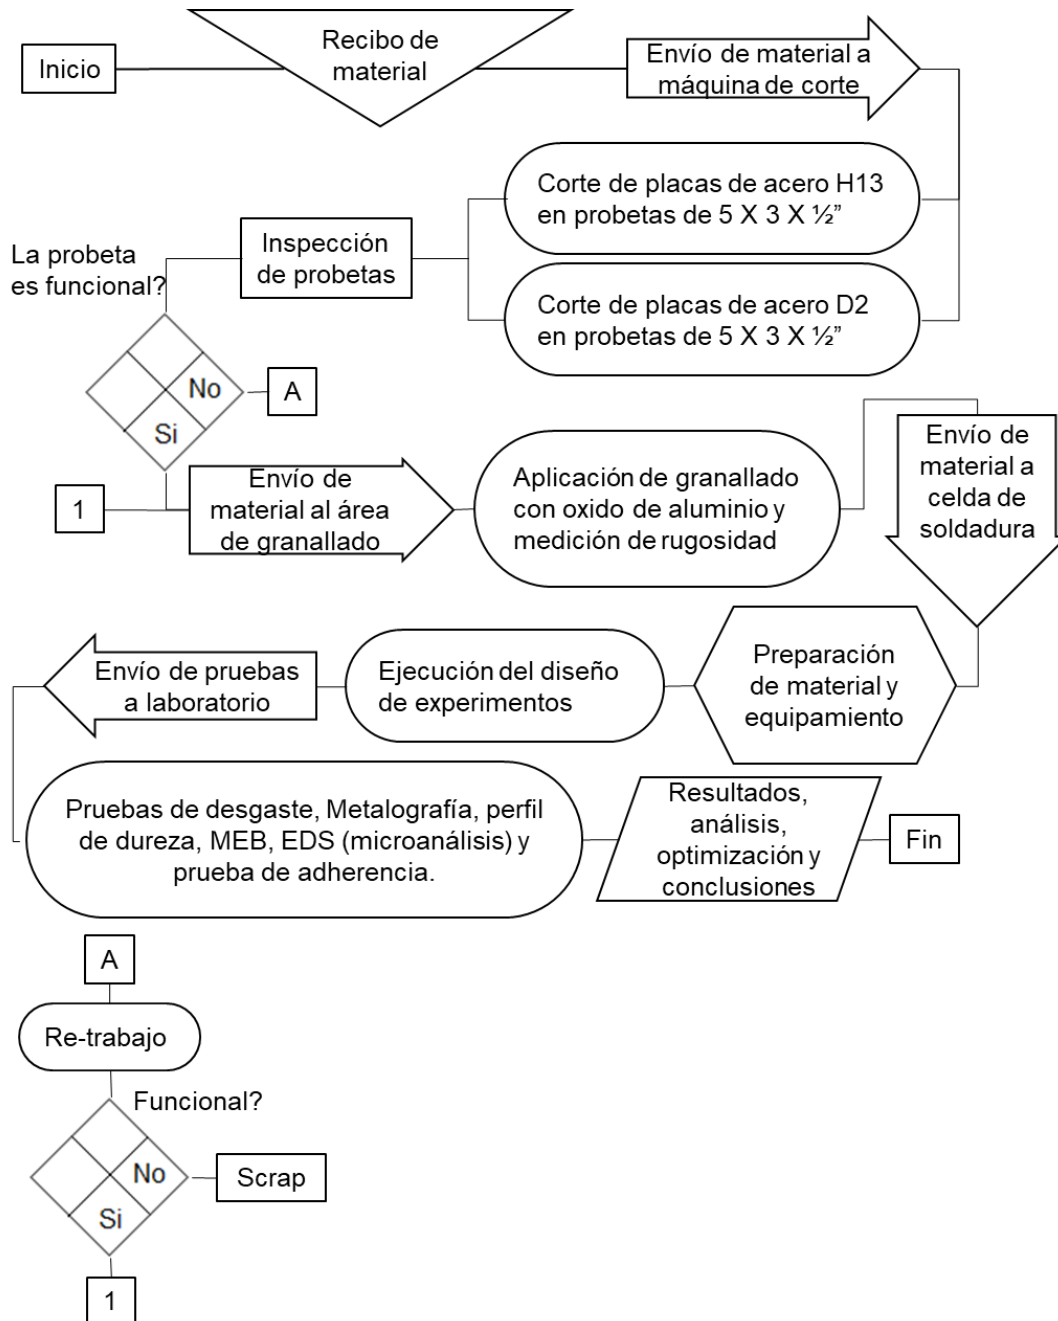 Inicio
Recibo de
material
Envío de material a
máquina de corte
Corte de placas de acero H13
en probetas de 5 X 3 X ½”
Inspección
de probetas
La probeta
es funcional?
Corte de placas de acero D2
en probetas de 5 X 3 X ½”
No
A
Si
1
Envío de
material al área
de granallado
Aplicación de granallado
con oxido de aluminio y
medición de rugosidad
Envío de
material a
celda de
soldadura
Preparación
de material y
equipamiento
Ejecución del diseño
de experimentos
Envío de pruebas
a laboratorio
Pruebas de desgaste, Metalografía, perfil
de dureza, MEB, EDS (microanálisis) y
prueba de adherencia.
Resultados,
análisis,
optimización y
conclusiones
Fin
A
Re-trabajo
Funcional?
No
Scrap
Si
1